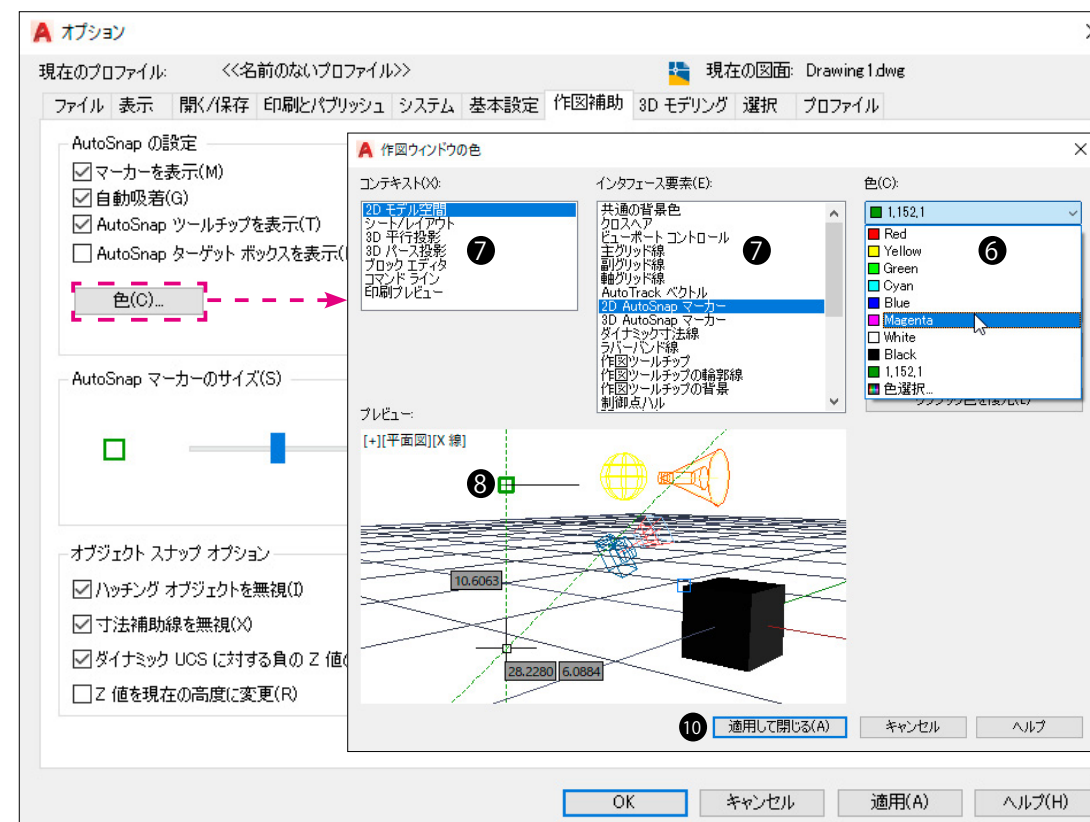 オプション
現在のプロファイル: <<名前のないプロファイル>> 現在の図面: Drawing1.dwg
ファイル 表示 開く/保存 印刷とパブリッシュ システム 基本設定 作図補助 3D モデリング 選択 プロファイル
AutoSnap の設定
マーカーを表示(M)
自動吸着(G)
AutoSnap ツールチップを表示(T)
AutoSnap ターゲット ボックスを表示(
色(C)...
AutoSnap マーカーのサイズ(S)
オブジェクト スナップ オプション
ハッチング オブジェクトを無視(I)
寸法補助線を無視(X)
ダイナミック UCS に対する負の Z 値
Z 値を現在の高度に変更(R)
作図ウィンドウの色
コンテキスト(X):
2D モデル空間
シート/レイアウト
3D 平行投影
3D パース投影
ブロック エディタ
コマンド ライン
印刷プレビュー
7
インタフェース要素(E):
共通の背景色
クロスヘア
ビューポート コントロール
主グリッド線
副グリッド線
軸グリッド線
AutoTrack ベクトル
2D AutoSnap マーカー
3D AutoSnap マーカー
ダイナミック寸法線
ラバーバンド線
作図ツールチップ
作図ツールチップの輪郭線
作図ツールチップの背景
制御点ハル
7
色(C):
1,152,1
Red
Yellow
Green
Cyan
Blue
Magenta
White
Black
1,152,1
色選択...
6
プレビュー:
[+][平面図][X 線]
8
10.6063
28.2280 6.0884
10 適用して閉じる(A) キャンセル ヘルプ
OK キャンセル 適用(A) ヘルプ(H)